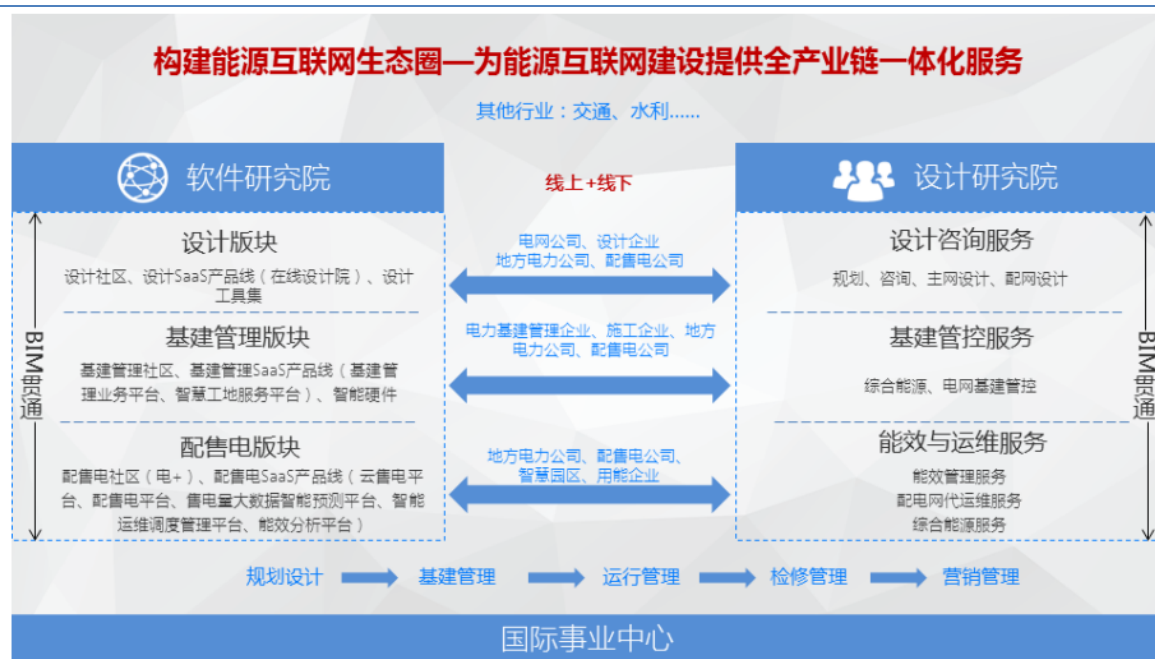 构建能源互联网生态圈—为能源互联网建设提供全产业链一体化服务
其他行业：交通、水利......
软件研究院
线上+线下
设计研究院
BIM贯通
设计版块
设计社区、设计SaaS产品线（在线设计院）、设计
工具集
电网公司、设计企业
地方电力公司、配售电公司
设计咨询服务
规划、咨询、主网设计、配网设计
基建管理版块
基建管理社区、基建管理SaaS产品线（基建管
理业务平台、智慧工地服务平台）、智能硬件
电力基建管理企业、施工企业、地方
电力公司、配售电公司
基建管控服务
综合能源、电网基建管控
配售电版块
配售电社区（电+）、配售电SaaS产品线（云售电平
台、配售电平台、售电量大数据智能预测平台、智能
运维调度管理平台、能效分析平台）
地方电力公司、配售电公司、
智慧园区、用能企业
能效与运维服务
能效管理服务
配电网代运维服务
综合能源服务
BIM贯通
规划设计
基建管理
运行管理
检修管理
营销管理
国际事业中心